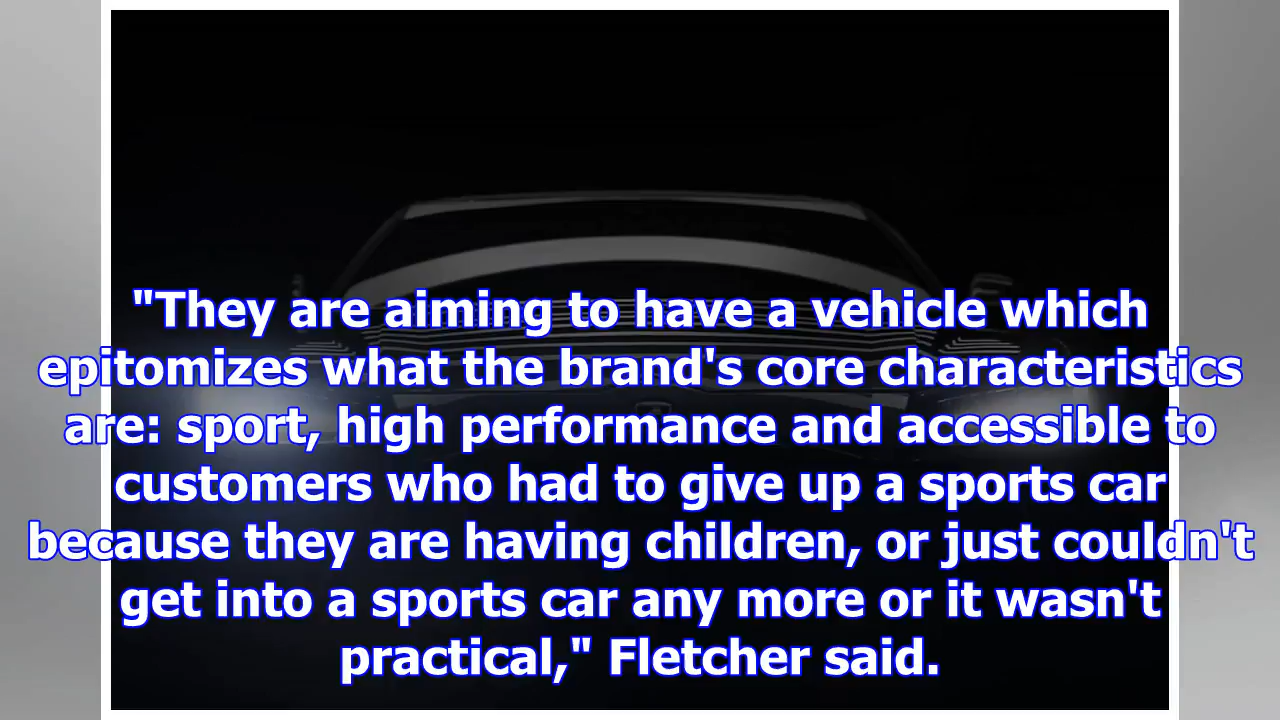 "They are aiming to have a vehicle which
epitomizes what the brand's core characteristics
are: sport, high performance and accessible to
customers who had to give up a sports car
because they are having children, or just couldn't
get into a sports car any more or it wasn't
practical," Fletcher said.